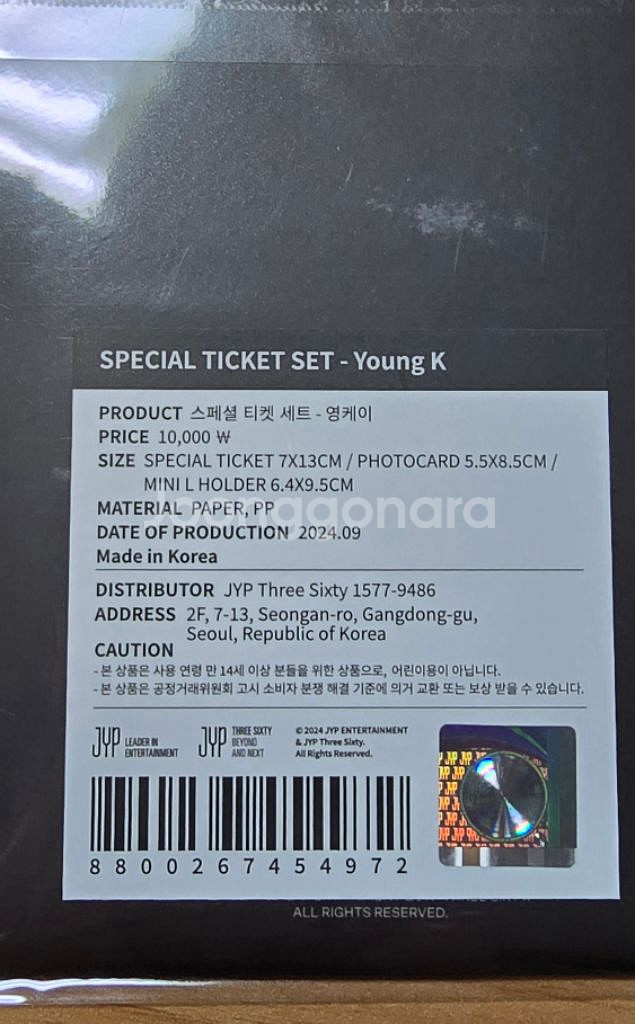 SPECIAL TICKET SET - Young K
PRODUCT 스페셜 티켓 세트 - 영케이
PRICE 10,000 ₩
SIZE SPECIAL TICKET 7X13CM / PHOTOCARD 5.5X8.5CM /
MINI L HOLDER 6.4X9.5CM
MATERIAL PAPER, PP
Joonggonara
DATE OF PRODUCTION 2024.09
Made in Korea
DISTRIBUTOR JYP Three Sixty 1577-9486
ADDRESS 2F, 7-13, Seongan-ro, Gangdong-gu,
Seoul, Republic of Korea
CAUTION
- 본 상품은 사용 연령 만 14세 이상 분들을 위한 상품으로, 어린이용이 아닙니다.
- 본 상품은 공정거래위원회 고시 소비자 분쟁 해결 기준에 의거 교환 또는 보상 받을 수 있습니다.
JYP LEADER IN
ENTERTAINMENT
JYP THREE SIXTY
BEYOND
AND NEXT
© 2024 JYP ENTERTAINMENT
& JYP Three Sixty.
All Rights Reserved.
JYP JYP JYP
8800267454972
ALL RIGHTS RESERVED.